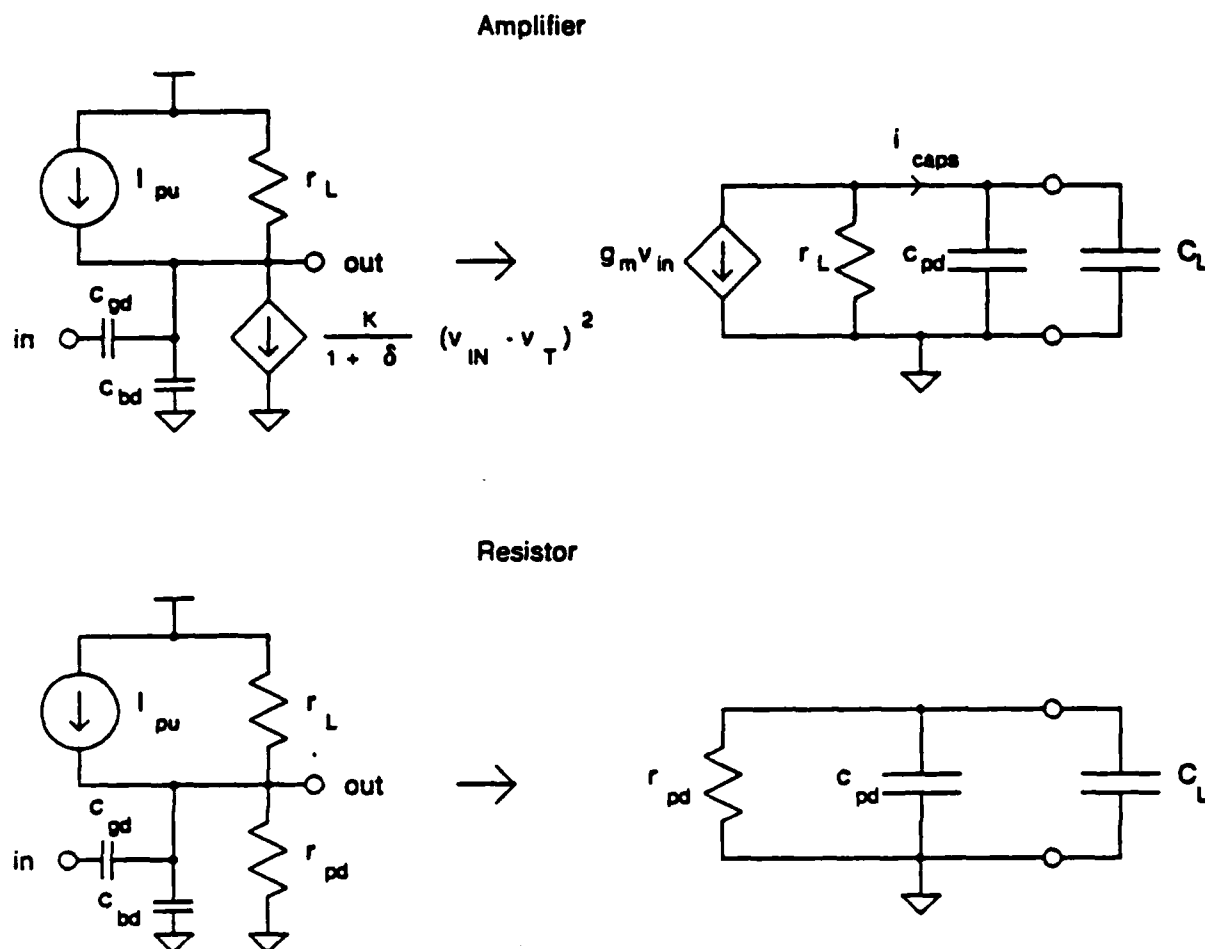 Amplifier
I pu
r L
out
c gd
in
c bd
K / 1 + δ (v IN - v T) 2
i caps
g m v in
r L
c pd
C L
Resistor
I pu
r L
out
c gd
in
c bd
r pd
r pd
c pd
C L